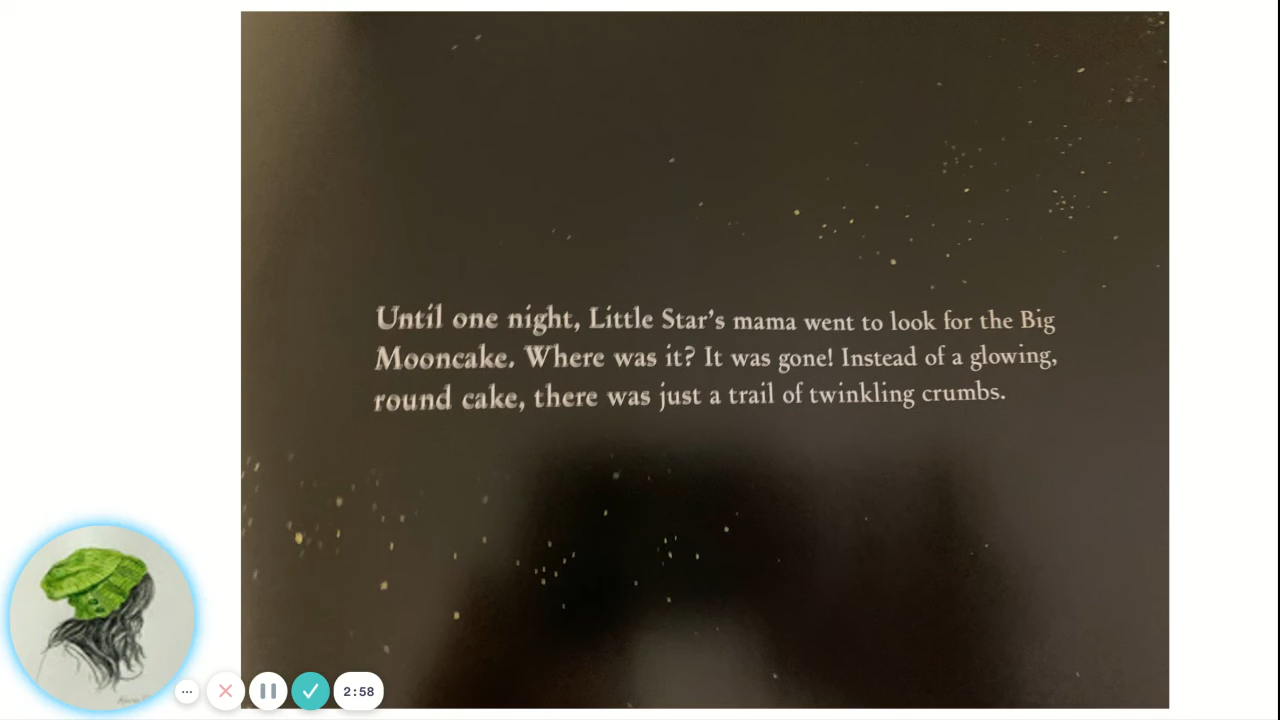 Until one night, Little Star's mama went to look for the Big
Mooncake. Where was it? It was gone! Instead of a glowing,
round cake, there was just a trail of twinkling crumbs.
2:58